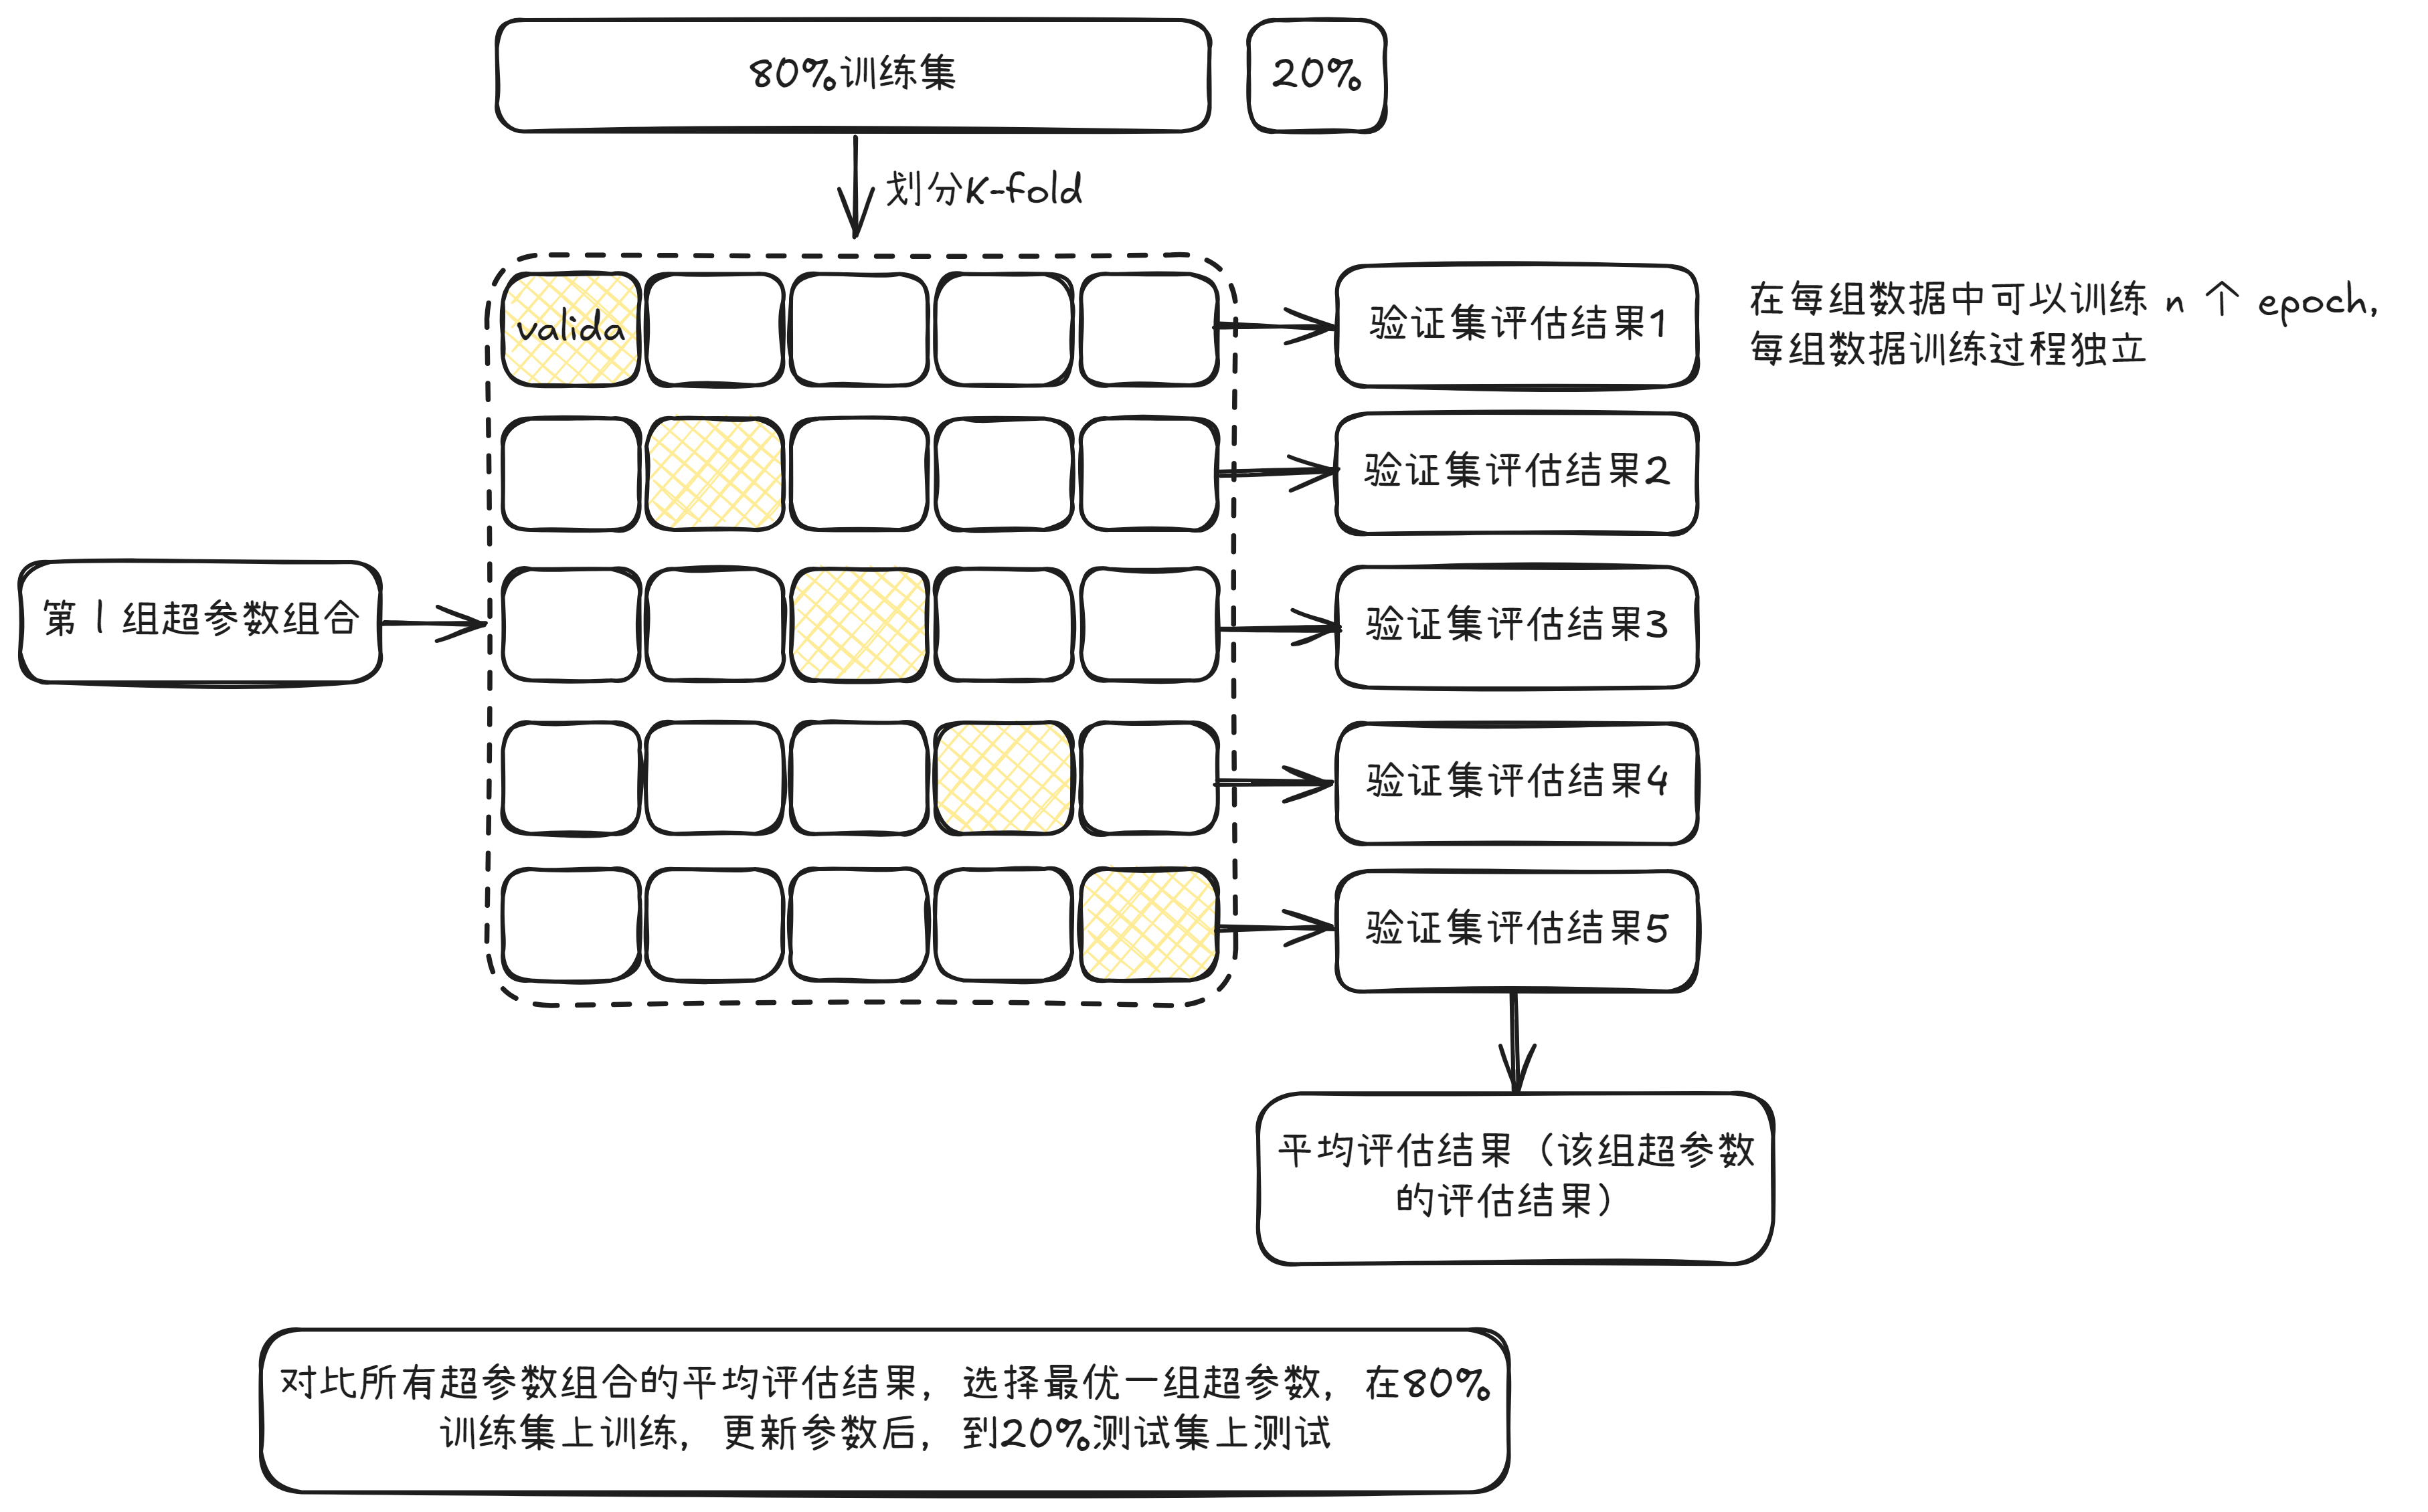 80%训练集
20%
划分K-fold
valida
验证集评估结果1
在每组数据中可以训练 n 个 epoch,
每组数据训练过程独立
验证集评估结果2
第 1 组超参数组合
验证集评估结果3
验证集评估结果4
验证集评估结果5
平均评估结果（该组超参数
的评估结果）
对比所有超参数组合的平均评估结果，选择最优一组超参数，在80%
训练集上训练，更新参数后，到20%测试集上测试